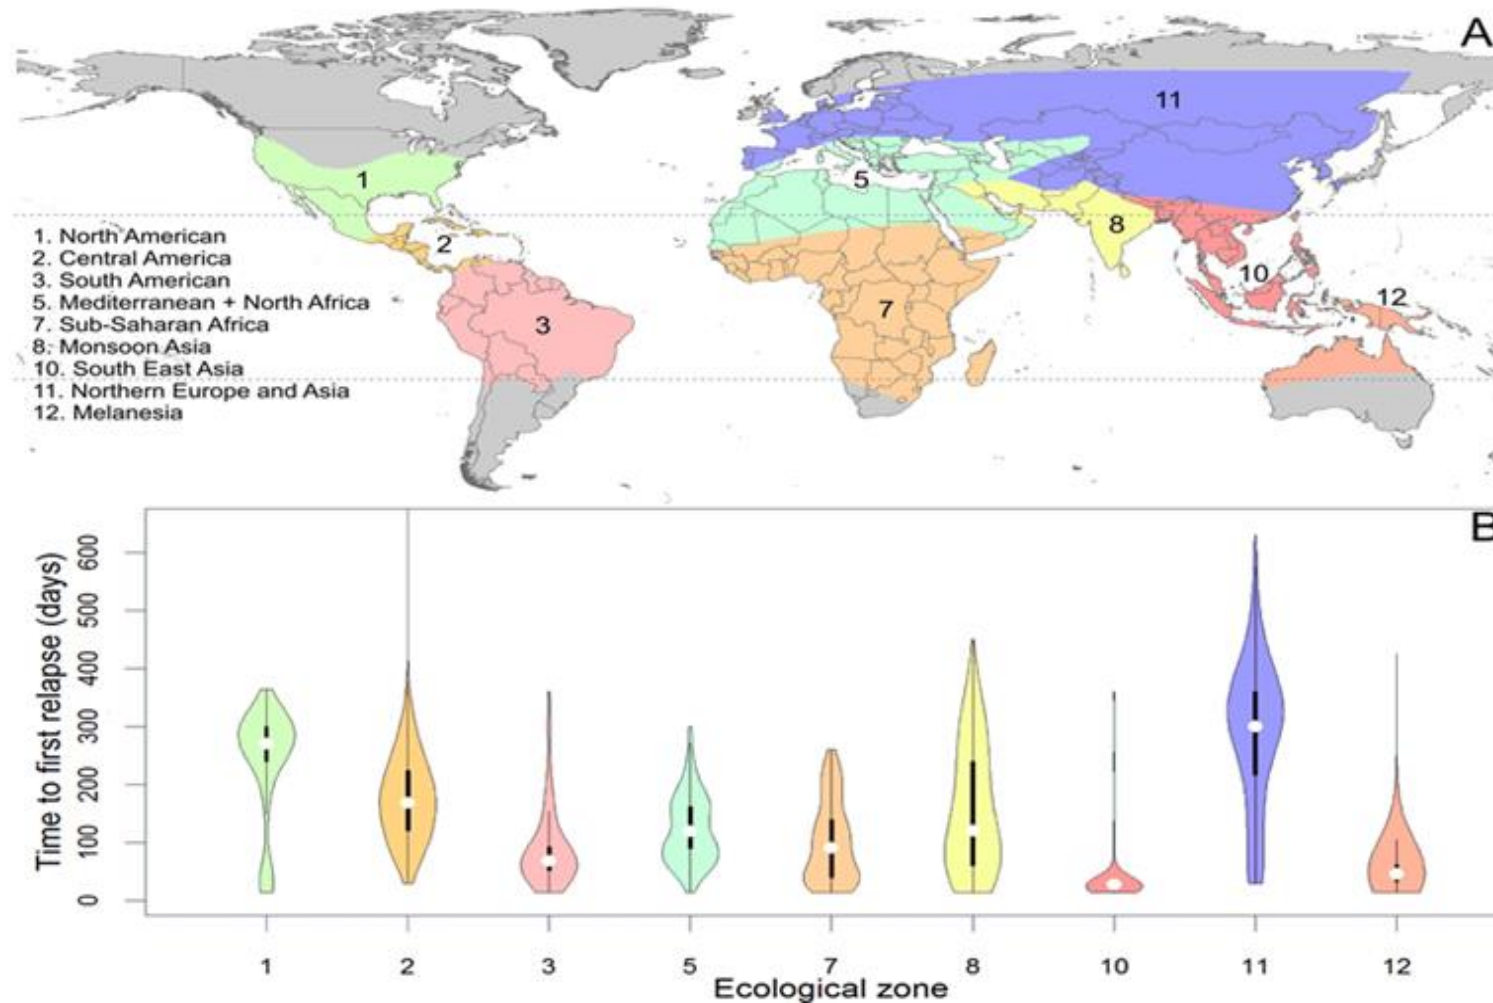 A
11
1
5
8
2
10
12
7
3
1. North American
2. Central America
3. South American
5. Mediterranean + North Africa
7. Sub-Saharan Africa
8. Monsoon Asia
10. South East Asia
11. Northern Europe and Asia
12. Melanesia
B
Time to first relapse (days)
600
500
400
300
200
100
0
1 2 3 5 7 8 10 11 12
Ecological zone